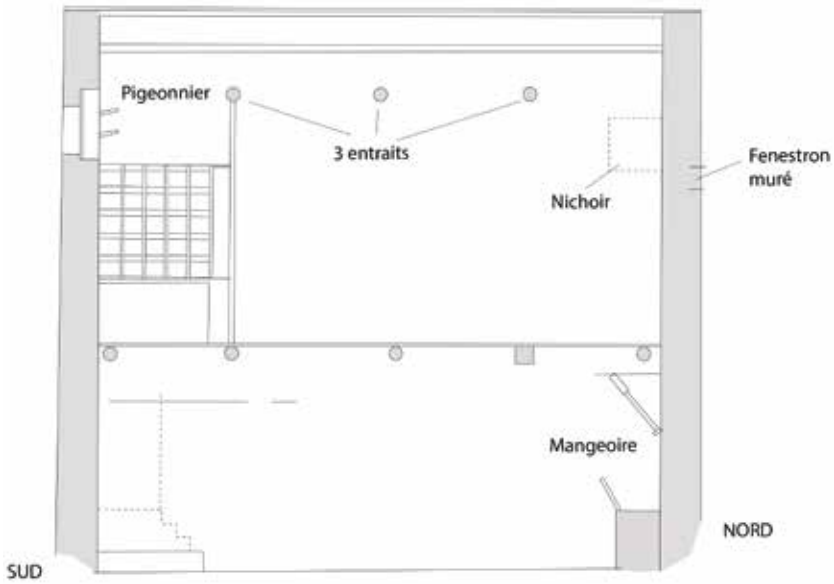 Pigeonnier
3 entraits
Nichoir
Fenestron
muré
Mangeoire
NORD
SUD